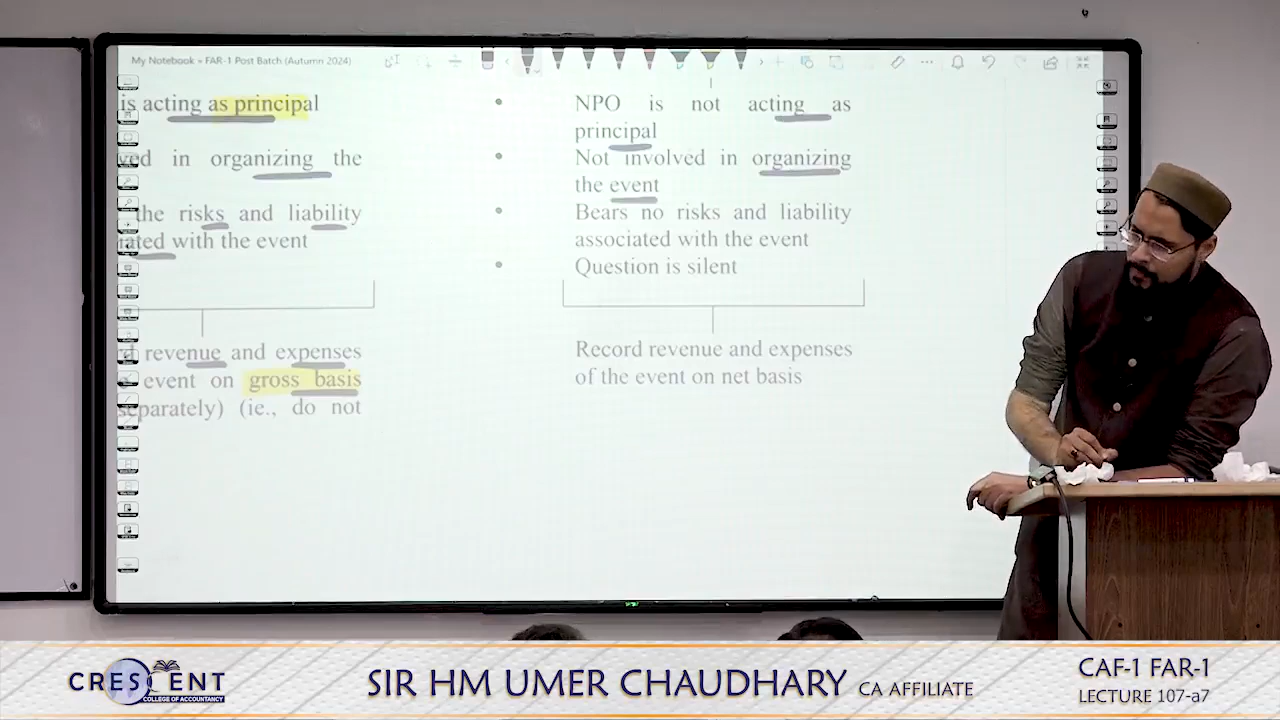 My Notebook » FAR-1 Post Batch (Autumn 2024)
is acting as principal
in organizing the
the risks and liability
with the event
revenue and expenses
event on gross basis
separately) (ie., do not
• NPO is not acting as
principal
• Not involved in organizing
the event
• Bears no risks and liability
associated with the event
• Question is silent
Record revenue and expenses
of the event on net basis
CRESCENT
COLLEGE OF ACCOUNTANCY
SIR HM UMER CHAUDHARY CA AFFILIATE
CAF-1 FAR-1
LECTURE 107-a7